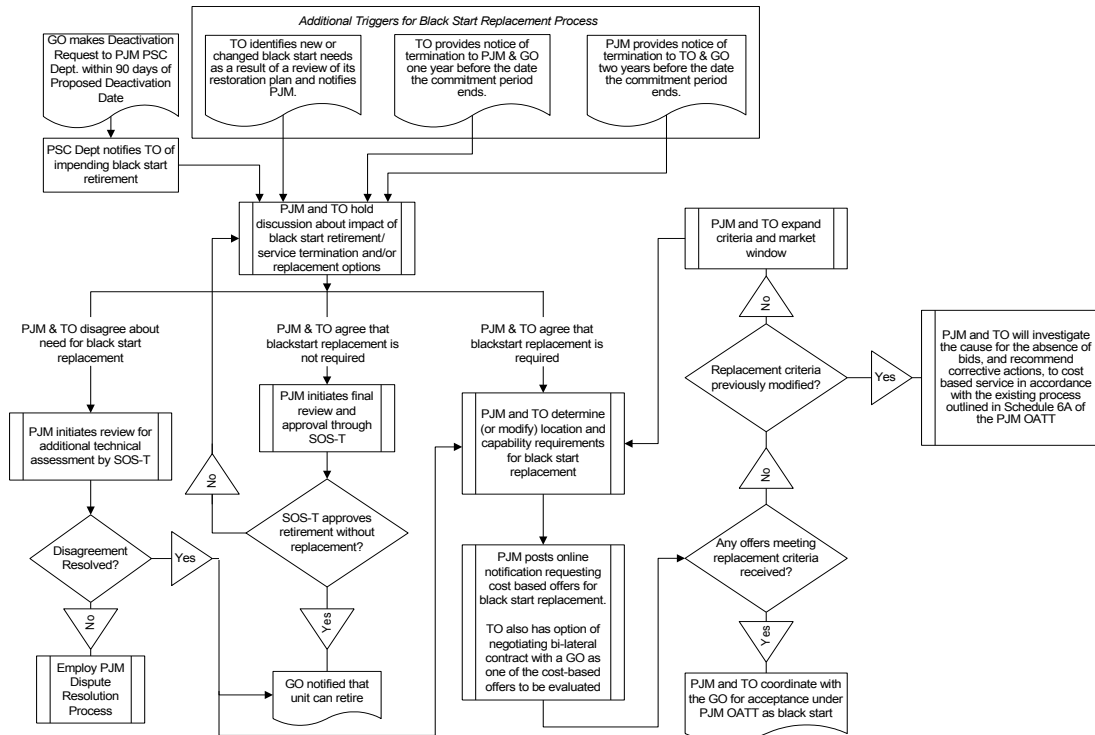 Additional Triggers for Black Start Replacement Process
GO makes Deactivation
Request to PJM PSC
Dept. within 90 days of
Proposed Deactivation
Date
TO identifies new or
changed black start needs
as a result of a review of its
restoration plan and notifies
PJM.
TO provides notice of
termination to PJM & GO
one year before the date
the commitment period
ends.
PJM provides notice of
termination to TO & GO
two years before the date
the commitment period
ends.
PSC Dept notifies TO of
impending black start
retirement
PJM and TO hold
discussion about impact of
black start retirement/
service termination and/or
replacement options
PJM and TO expand
criteria and market
window
No
PJM & TO disagree about
need for black start
replacement
PJM & TO agree that
blackstart replacement is
not required
PJM & TO agree that
blackstart replacement is
required
Replacement criteria
previously modified?
Yes
PJM and TO will investigate
the cause for the absence of
bids, and recommend
corrective actions, to cost
based service in accordance
with the existing process
outlined in Schedule 6A of
the PJM OATT
PJM initiates review for
additional technical
assessment by SOS-T
PJM initiates final
review and
approval through
SOS-T
PJM and TO determine
(or modify) location and
capability requirements
for black start
replacement
No
No
SOS-T approves
retirement without
replacement?
Disagreement
Resolved?
Yes
PJM posts online
notification requesting
cost based offers for
black start replacement.
TO also has option of
negotiating bi-lateral
contract with a GO as
one of the cost-based
offers to be evaluated
Any offers meeting
replacement criteria
received?
No
Yes
Yes
Employ PJM
Dispute
Resolution
Process
GO notified that
unit can retire
PJM and TO coordinate with
the GO for acceptance under
PJM OATT as black start